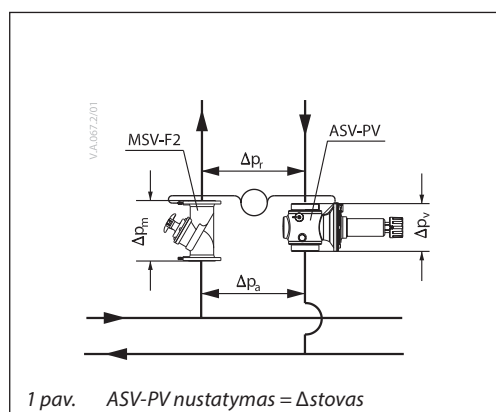 V.A.067.2/01
MSV-F2
ASV-PV
Δpᵣ
Δpₘ
Δpᵥ
Δpₐ
1 pav. ASV-PV nustatymas = Δstovas